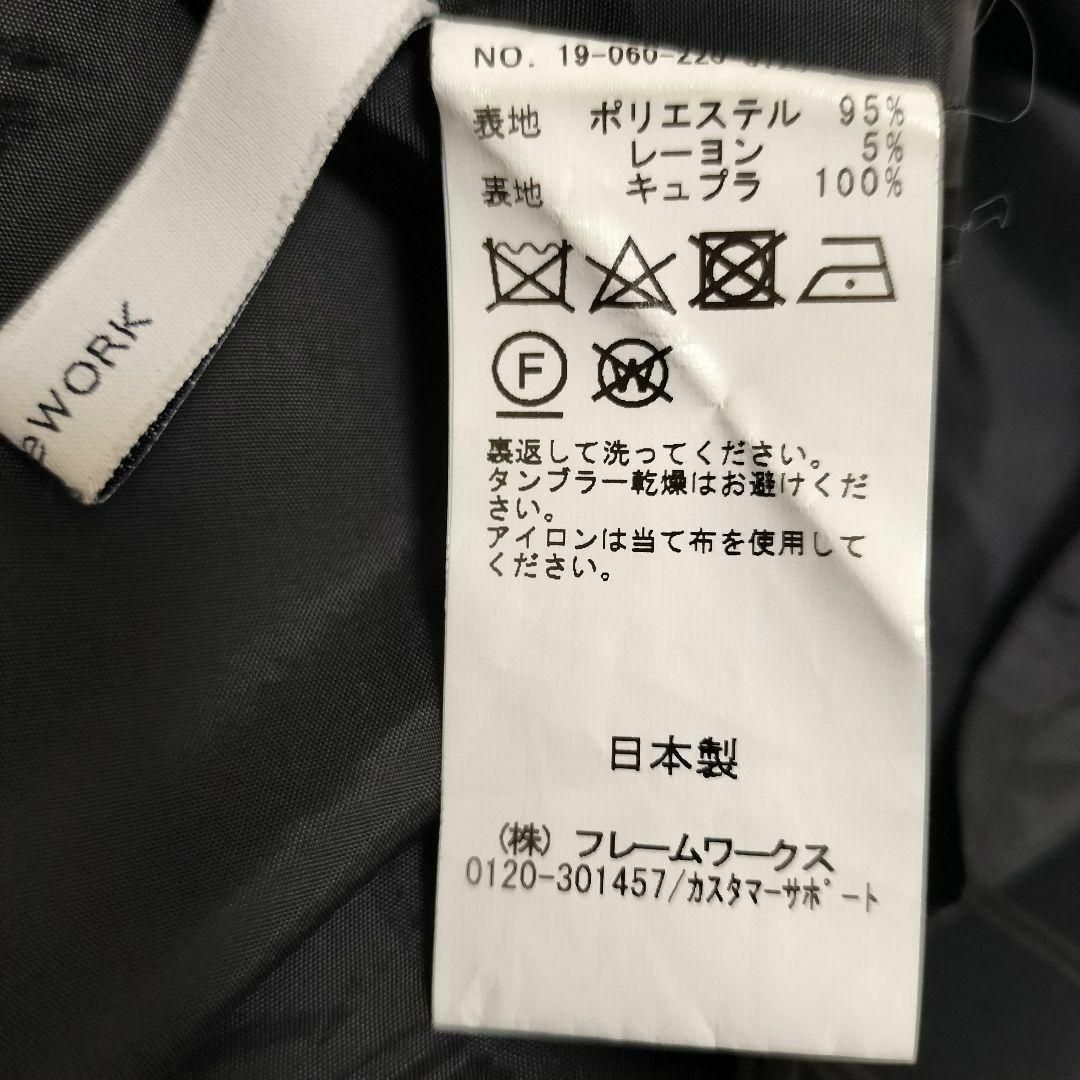 NO. 19-060-220
表地 ポリエステル 95%
レーヨン 5%
裏地 キュプラ 100%
F
W
裏返して洗ってください。
タンブラー乾燥はお避けくだ
さい。
アイロンは当て布を使用して
ください。
日本製
(株) フレームワークス
0120-301457/カスタマーサポート
eWORK